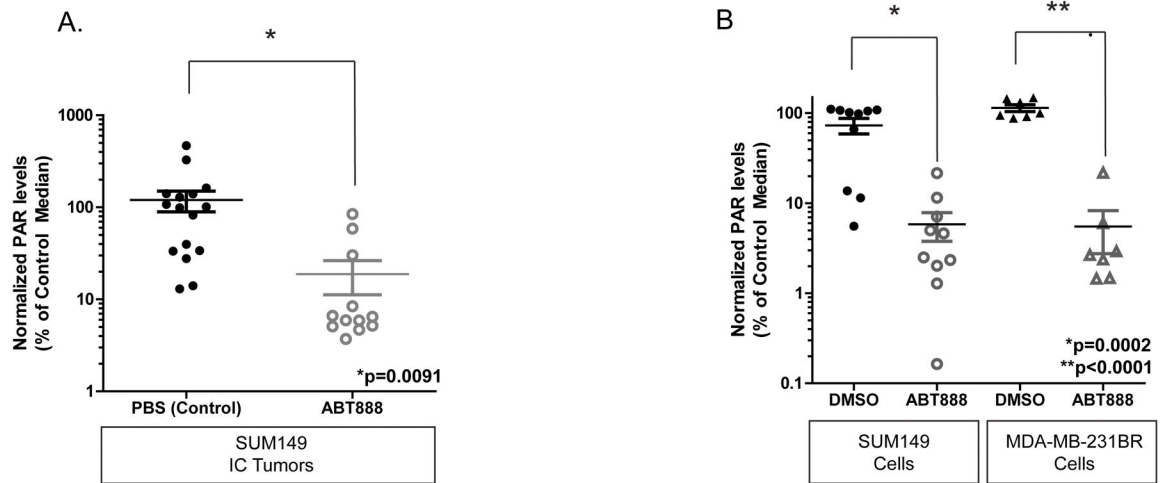 A.
*
Normalized PAR levels
(% of Control Median)
1000
100
10
1
*p=0.0091
PBS (Control) ABT888
SUM149
IC Tumors
B
* **
Normalized PAR levels
(% of Control Median)
100
10
1
0.1
*p=0.0002
**p<0.0001
DMSO ABT888 DMSO ABT888
SUM149
Cells
MDA-MB-231BR
Cells